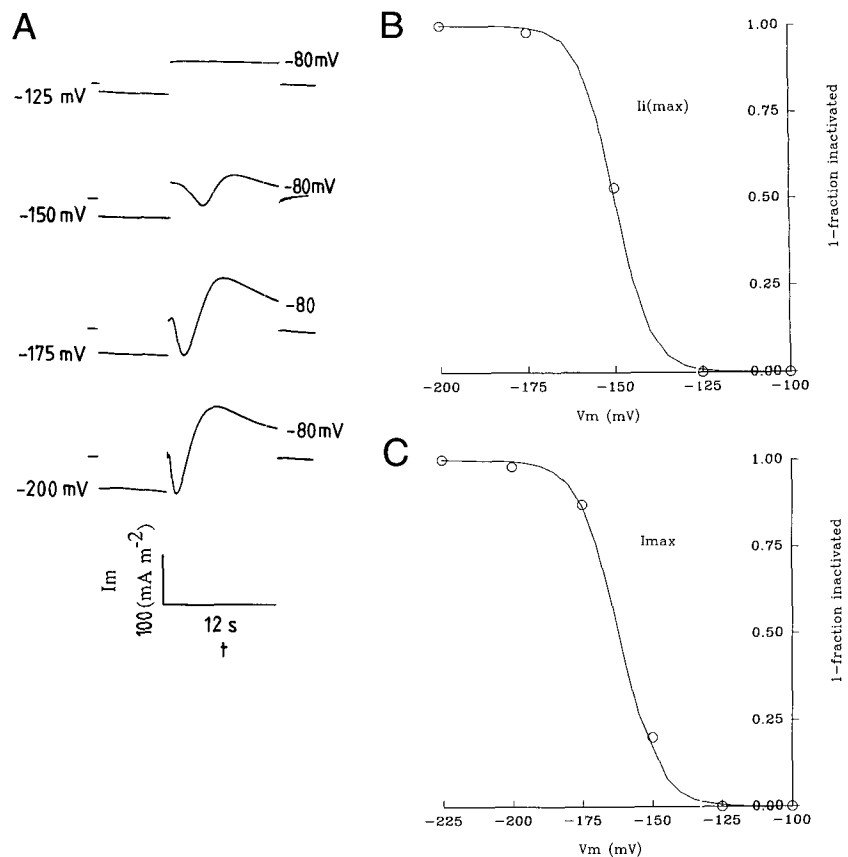 A
-80mV
-125 mV
-80mV
-150 mV
-80
-175 mV
-80mV
-200 mV
Im
100 (mA m-2)
12 s
t
B
1.00
0.75
0.50
0.25
0.00
Ii(max)
1-fraction inactivated
-200
-175
-150
-125
-100
Vm (mV)
C
1.00
0.75
0.50
0.25
0.00
Imax
1-fraction inactivated
-225
-200
-175
-150
-125
-100
Vm (mV)